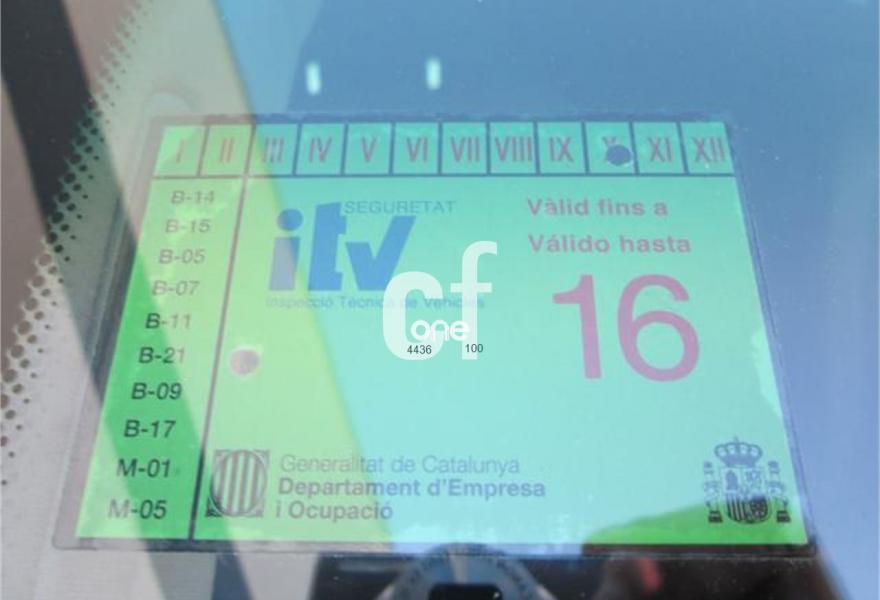 I II III IV V VI VII VIII IX X XI XII
B-14
B-15
B-05
B-07
B-11
B-21
B-09
B-17
M-01
M-05
SEGURETAT
itv
Inspecció Tècnica de Vehicles
Vàlid fins a
Válido hasta
16
cf
one
4436 100
Generalitat de Catalunya
Departament d'Empresa
i Ocupació